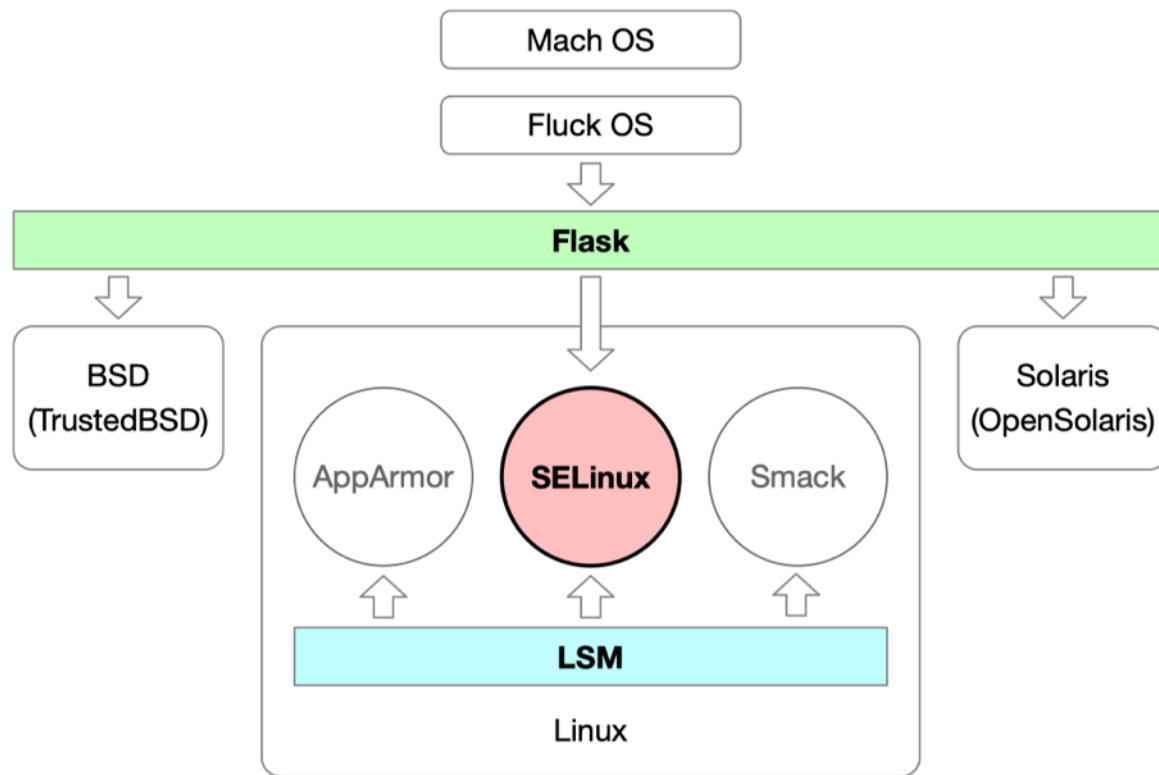 Mach OS
Fluck OS
Flask
BSD
(TrustedBSD)
Solaris
(OpenSolaris)
AppArmor
SELinux
Smack
LSM
Linux